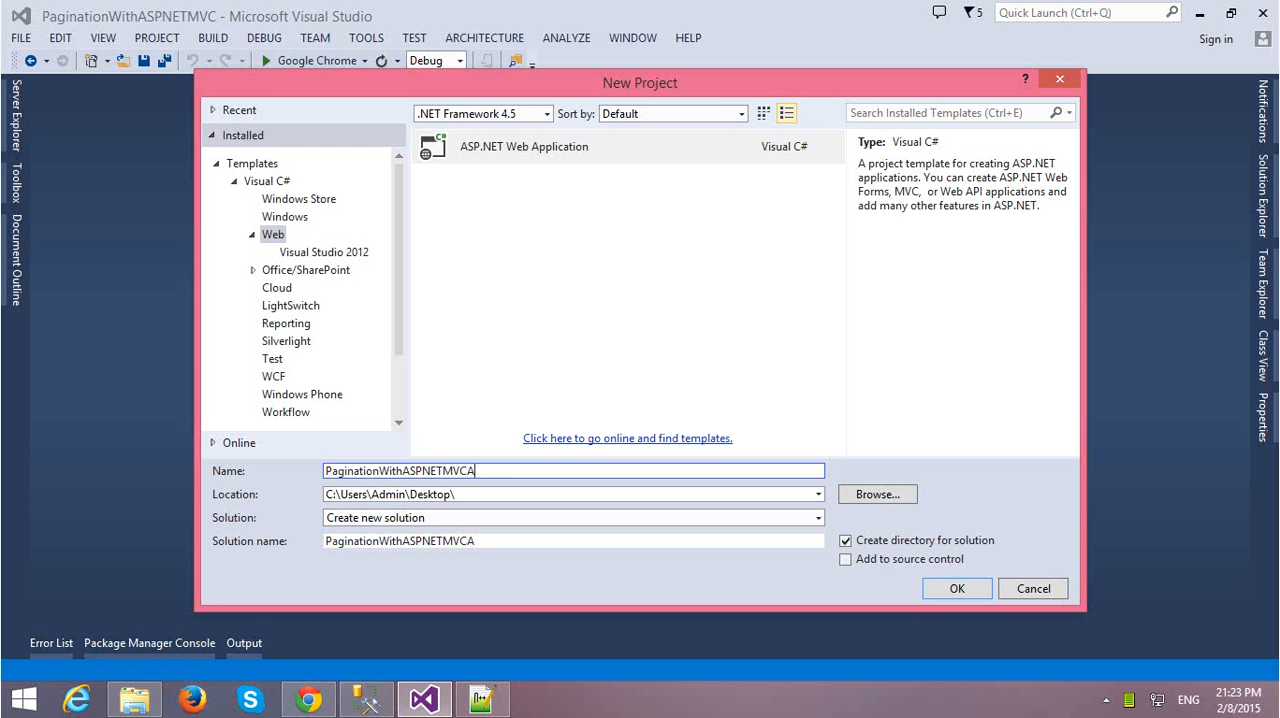 PaginationWithASPNETMVC - Microsoft Visual Studio
5
Quick Launch (Ctrl+Q)
FILE EDIT VIEW PROJECT BUILD DEBUG TEAM TOOLS TEST ARCHITECTURE ANALYZE WINDOW HELP
Sign in
Google Chrome
Debug
Server Explorer
Toolbox
Document Outline
New Project
?
Recent
Installed
Templates
Visual C#
Windows Store
Windows
Web
Visual Studio 2012
Office/SharePoint
Cloud
LightSwitch
Reporting
Silverlight
Test
WCF
Windows Phone
Workflow
Online
.NET Framework 4.5
Sort by: Default
Search Installed Templates (Ctrl+E)
ASP.NET Web Application Visual C#
Type: Visual C#
A project template for creating ASP.NET
applications. You can create ASP.NET Web
Forms, MVC, or Web API applications and
add many other features in ASP.NET.
Click here to go online and find templates.
Name: PaginationWithASPNETMVCA
Location: C:\Users\Admin\Desktop\
Browse...
Solution: Create new solution
Solution name: PaginationWithASPNETMVCA
Create directory for solution
Add to source control
OK
Cancel
Notifications
Solution Explorer
Team Explorer
Class View
Properties
Error List Package Manager Console Output
ENG
21:23 PM
2/8/2015